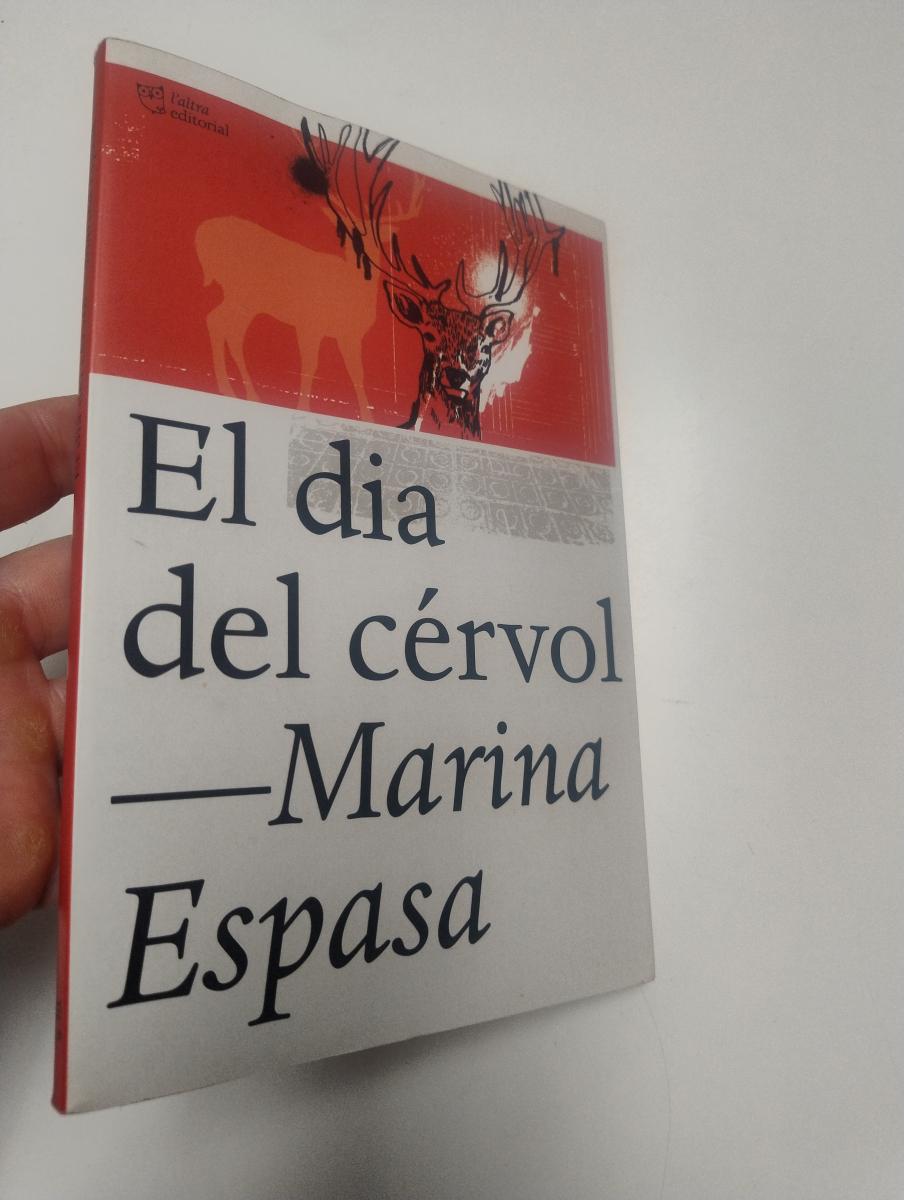 l'altra
editorial
El dia
del cérvol
—Marina
Espasa